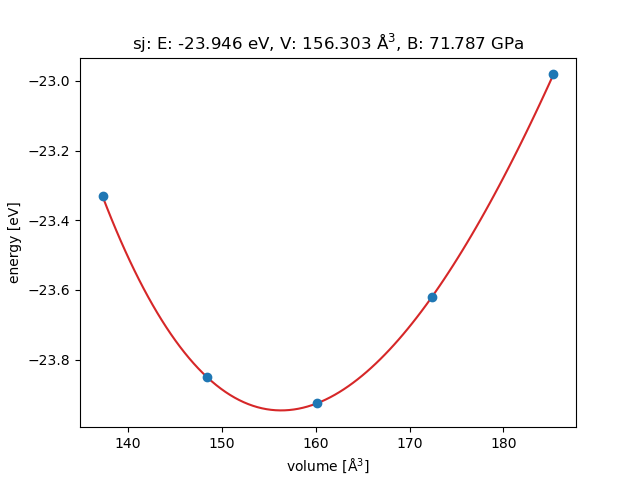 sj: E: -23.946 eV, V: 156.303 Å³, B: 71.787 GPa
energy [eV]
−23.0
−23.2
−23.4
−23.6
−23.8
140 150 160 170 180
volume [Å³]